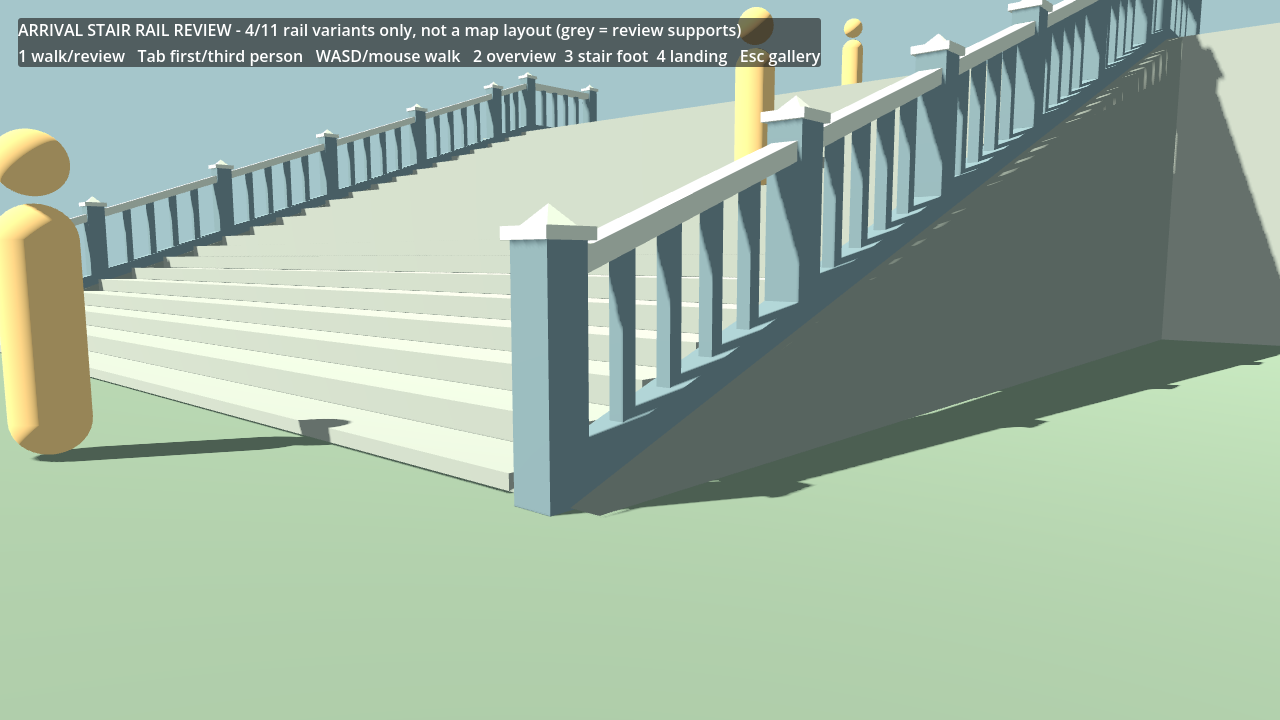 ARRIVAL STAIR RAIL REVIEW - 4/11 rail variants only, not a map layout (grey = review supports)
1 walk/review   Tab first/third person   WASD/mouse walk   2 overview  3 stair foot  4 landing   Esc gallery